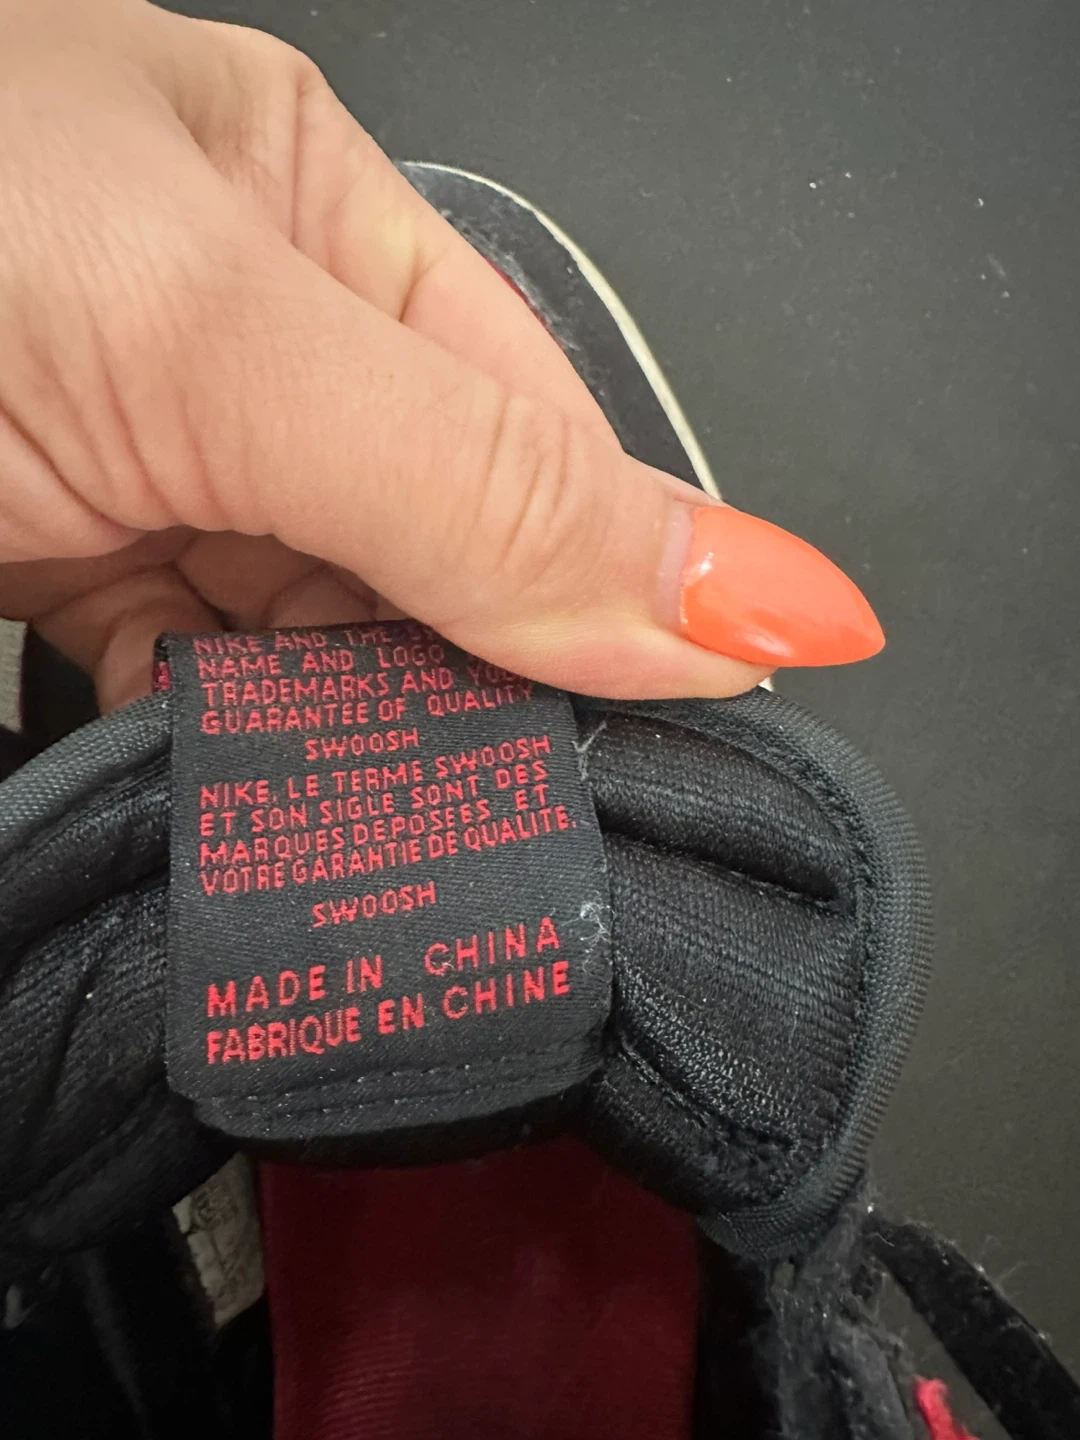 NIKE AND THE
NAME AND LOGO
TRADEMARKS AND
GUARANTEE OF QUALITY
SWOOSH
NIKE, LE TERME SWOOSH
ET SON SIGLE SONT DES
MARQUES DEPOSEES ET
VOTRE GARANTIE DE QUALITE.
SWOOSH
MADE IN CHINA
FABRIQUE EN CHINE